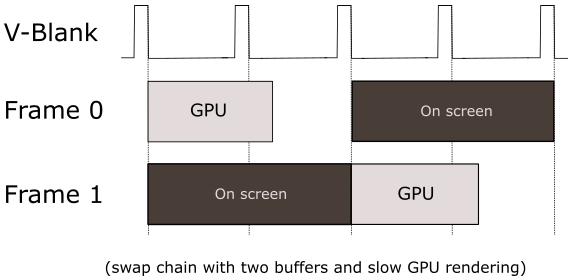 V-Blank
Frame 0
GPU
On screen
Frame 1
On screen
GPU
(swap chain with two buffers and slow GPU rendering)